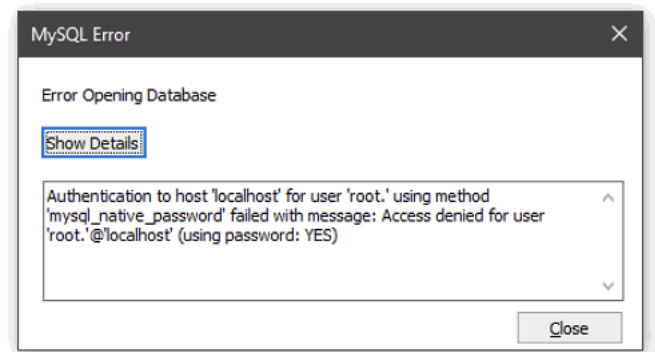 MySQL Error
Error Opening Database
Show Details
Authentication to host 'localhost' for user 'root.' using method
'mysql_native_password' failed with message: Access denied for user
'root.'@'localhost' (using password: YES)
Close